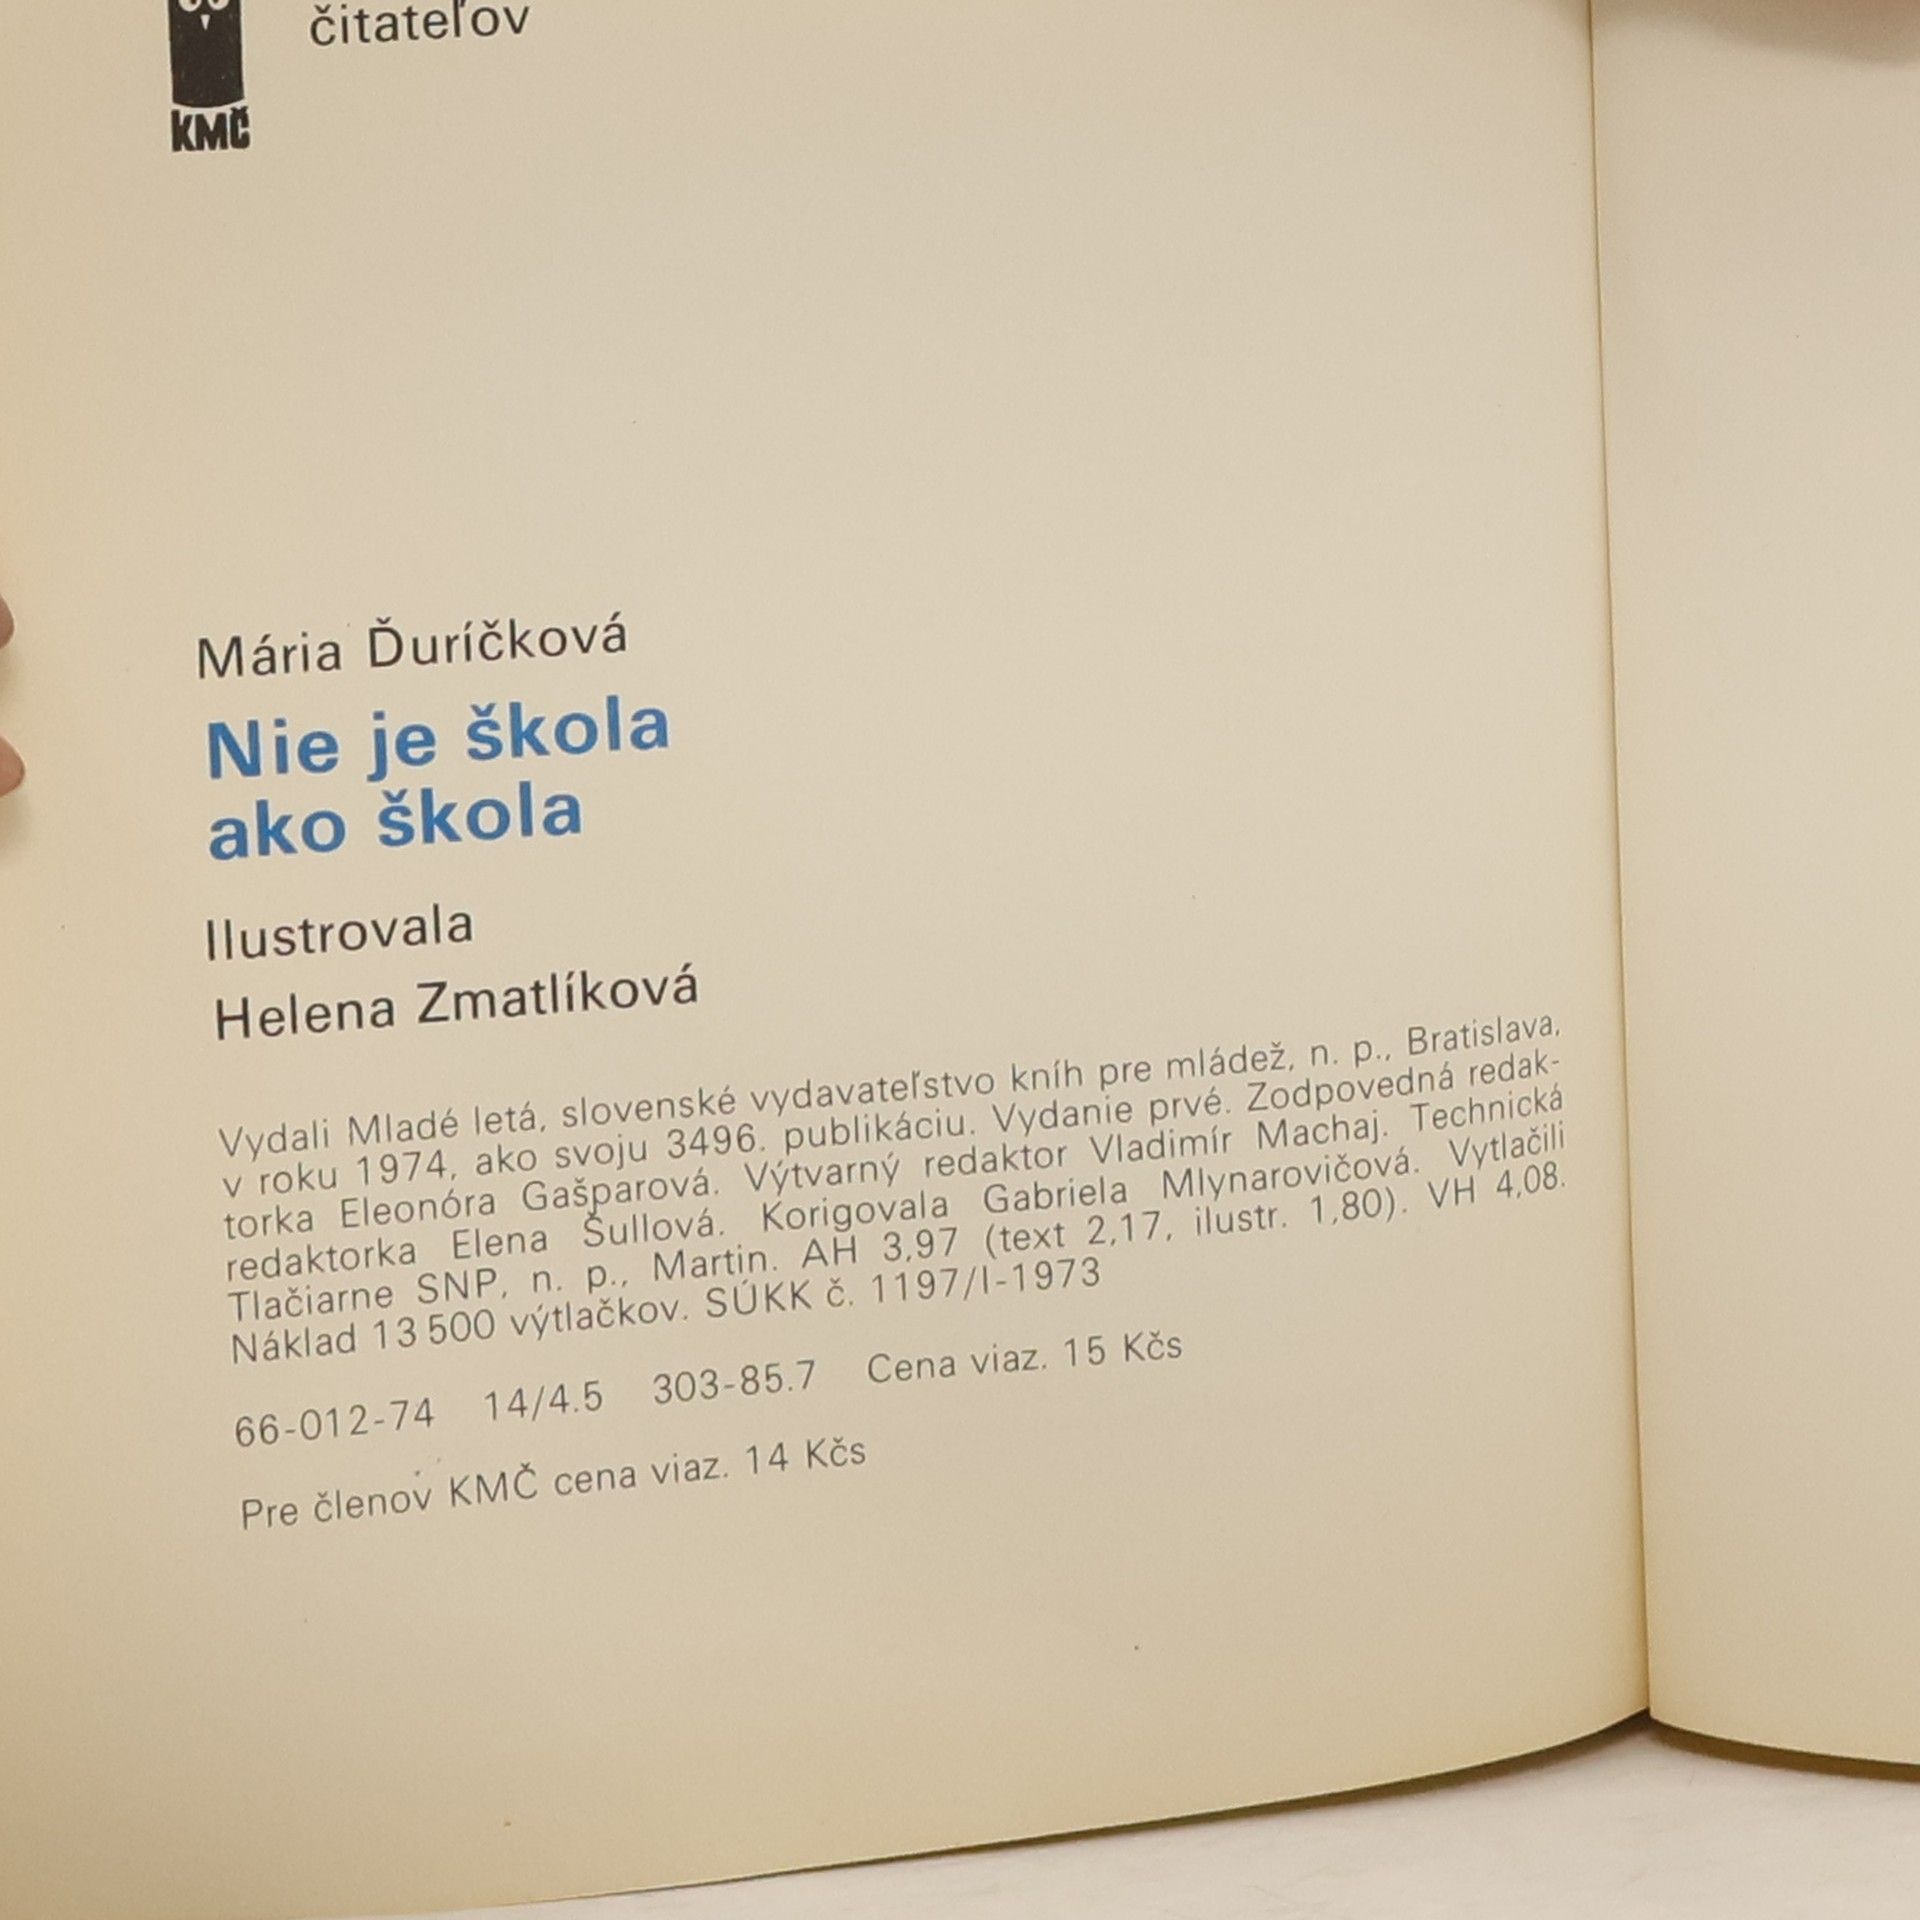 čitateľov
KMČ
Mária Ďuríčková
Nie je škola
ako škola
Ilustrovala
Helena Zmatlíková
Vydali Mladé letá, slovenské vydavateľstvo kníh pre mládež, n. p., Bratislava,
v roku 1974, ako svoju 3496. publikáciu. Vydanie prvé. Zodpovedná redak-
torka Eleonóra Gašparová. Výtvarný redaktor Vladimír Machaj. Technická
redaktorka Elena Šullová. Korigovala Gabriela Mlynarovičová. Vytlačili
Tlačiarne SNP, n. p., Martin. AH 3,97 (text 2,17, ilustr. 1,80). VH 4,08.
Náklad 13 500 výtlačkov. SÚKK č. 1197/I-1973
66-012-74 14/4.5 303-85.7 Cena viaz. 15 Kčs
Pre členov KMČ cena viaz. 14 Kčs